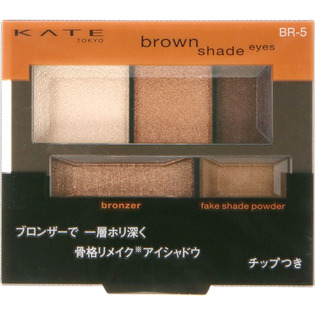 BR-5
KATE
TOKYO
brown
shade eyes
bronzer
fake shade powder
ブロンザーで 一層ホリ深く
骨格リメイク※アイシャドウ
チップつき